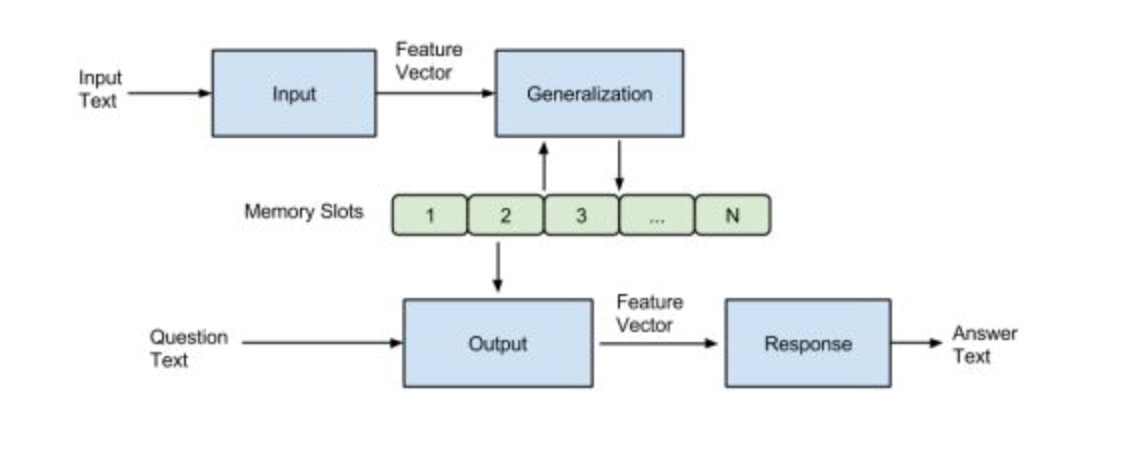 Feature
Vector
Input
Text
Input
Generalization
Memory Slots
1
2
3
...
N
Feature
Vector
Question
Text
Output
Response
Answer
Text